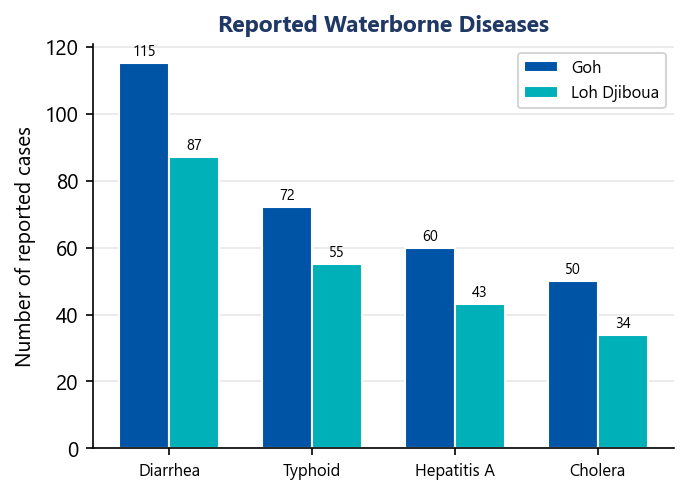 Reported Waterborne Diseases
Goh
Loh Djiboua
Number of reported cases
120
100
80
60
40
20
0
115
87
72
55
60
43
50
34
Diarrhea
Typhoid
Hepatitis A
Cholera